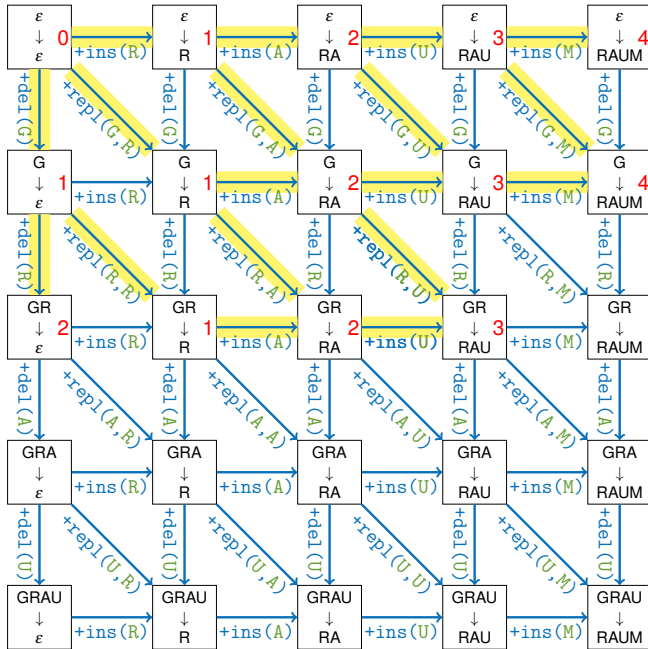 ε ε ε ε ε
↓ 0 ↓ 1 ↓ 2 ↓ 3 ↓ 4
ε +ins(R) R +ins(A) RA +ins(U) RAU +ins(M) RAUM
+del(G) +repl(G,R) +del(G) +repl(G,A) +del(G) +repl(G,U) +del(G) +repl(G,M) +del(G)
G G G G G
↓ 1 ↓ 1 ↓ 2 ↓ 3 ↓ 4
ε +ins(R) R +ins(A) RA +ins(U) RAU +ins(M) RAUM
+del(R) +repl(R,R) +del(R) +repl(R,A) +del(R) +repl(R,U) +del(R) +repl(R,M) +del(R)
GR GR GR GR GR
↓ 2 ↓ 1 ↓ 2 ↓ 3 ↓
ε +ins(R) R +ins(A) RA +ins(U) RAU +ins(M) RAUM
+del(A) +repl(A,R) +del(A) +repl(A,A) +del(A) +repl(A,U) +del(A) +repl(A,M) +del(A)
GRA GRA GRA GRA GRA
↓ ↓ ↓ ↓ ↓
ε +ins(R) R +ins(A) RA +ins(U) RAU +ins(M) RAUM
+del(U) +repl(U,R) +del(U) +repl(U,A) +del(U) +repl(U,U) +del(U) +repl(U,M) +del(U)
GRAU GRAU GRAU GRAU GRAU
↓ ↓ ↓ ↓ ↓
ε +ins(R) R +ins(A) RA +ins(U) RAU +ins(M) RAUM